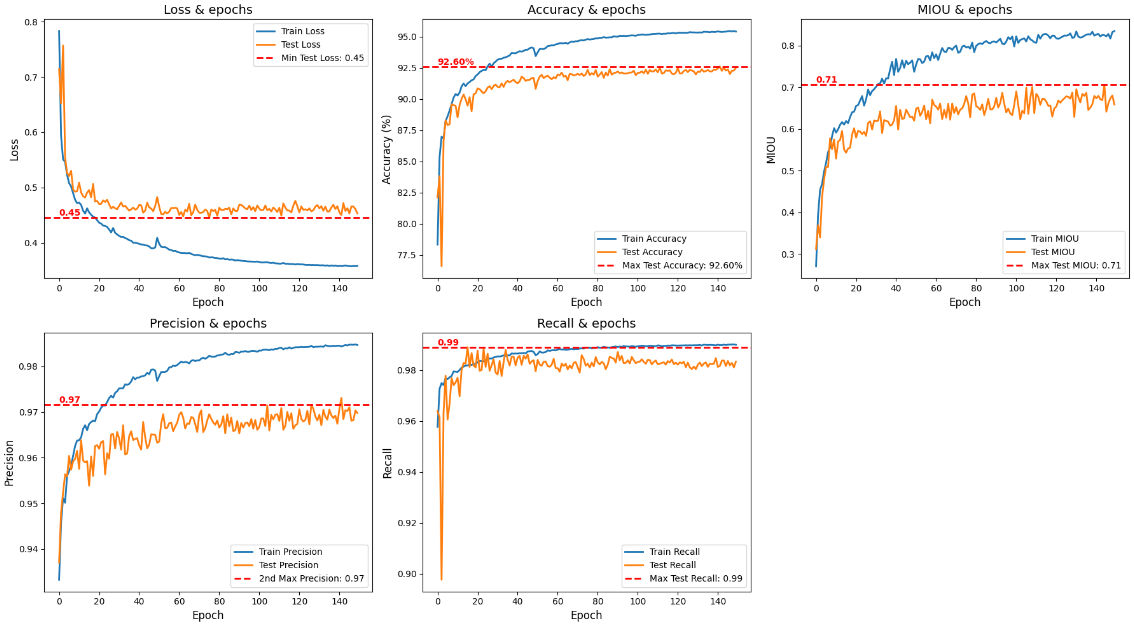 Loss & epochs
0.8
0.7
0.6
0.5
0.4
Loss
0.45
Train Loss
Test Loss
Min Test Loss: 0.45
0 20 40 60 80 100 120 140
Epoch
Accuracy & epochs
95.0
92.5
90.0
87.5
85.0
82.5
80.0
77.5
Accuracy (%)
92.60%
Train Accuracy
Test Accuracy
Max Test Accuracy: 92.60%
0 20 40 60 80 100 120 140
Epoch
MIOU & epochs
0.8
0.7
0.6
0.5
0.4
0.3
MIOU
0.71
Train MIOU
Test MIOU
Max Test MIOU: 0.71
0 20 40 60 80 100 120 140
Epoch
Precision & epochs
0.98
0.97
0.96
0.95
0.94
Precision
0.97
Train Precision
Test Precision
2nd Max Precision: 0.97
0 20 40 60 80 100 120 140
Epoch
Recall & epochs
0.98
0.96
0.94
0.92
0.90
Recall
0.99
Train Recall
Test Recall
Max Test Recall: 0.99
0 20 40 60 80 100 120 140
Epoch